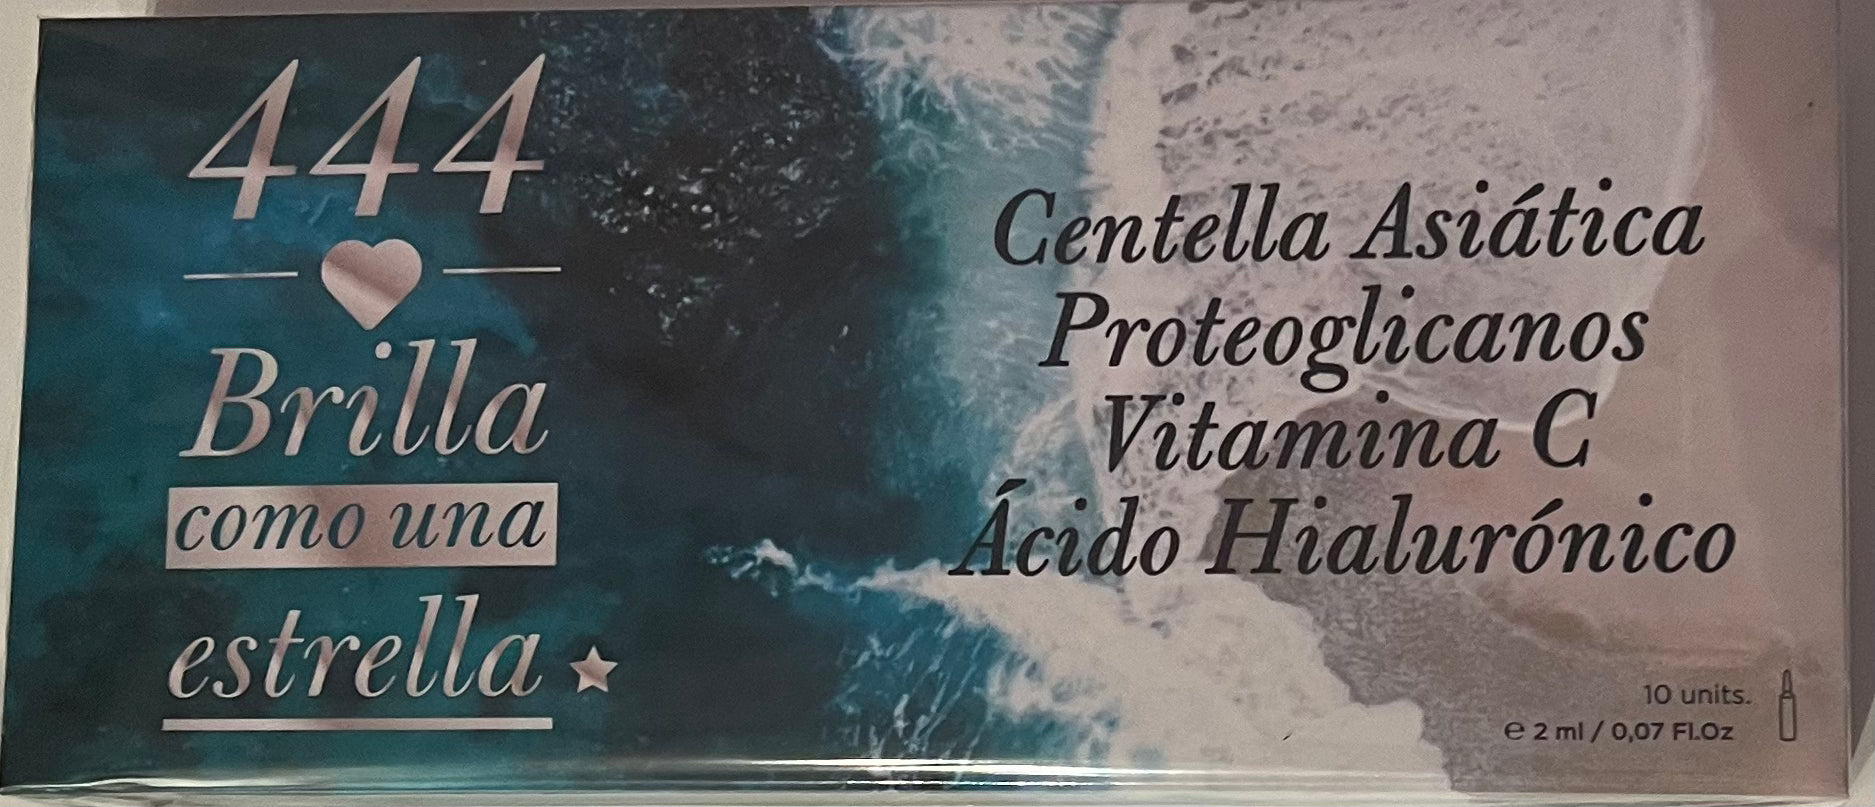 444
Brilla
como una
estrella
Centella Asiática
Proteoglicanos
Vitamina C
Ácido Hialurónico
10 units.
℮ 2 ml / 0,07 Fl.Oz